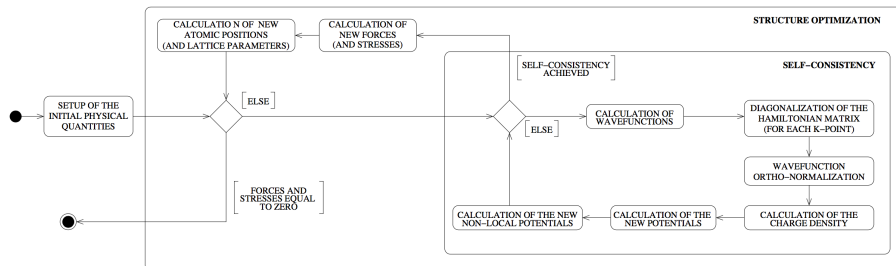 STRUCTURE OPTIMIZATION
CALCULATIO N OF NEW
ATOMIC POSITIONS
(AND LATTICE PARAMETERS)
CALCULATION OF
NEW FORCES
(AND STRESSES)
SELF-CONSISTENCY
ACHIEVED
SELF-CONSISTENCY
SETUP OF THE
INITIAL PHYSICAL
QUANTITIES
ELSE
ELSE
CALCULATION OF
WAVEFUNCTIONS
DIAGONALIZATION OF THE
HAMILTONIAN MATRIX
(FOR EACH K-POINT)
WAVEFUNCTION
ORTHO-NORMALIZATION
FORCES AND
STRESSES EQUAL
TO ZERO
CALCULATION OF THE NEW
NON-LOCAL POTENTIALS
CALCULATION OF THE
NEW POTENTIALS
CALCULATION OF THE
CHARGE DENSITY